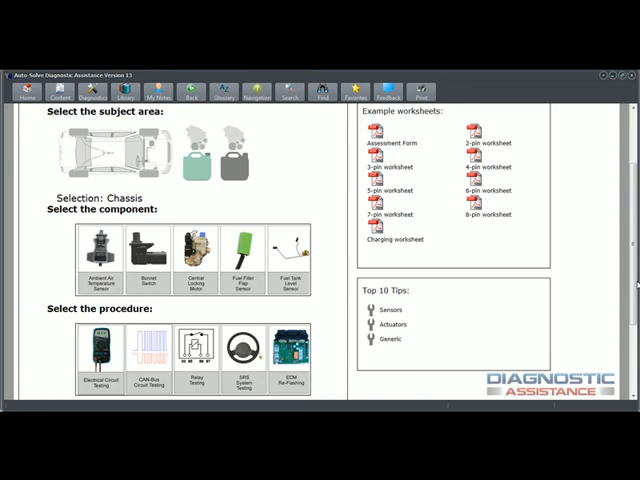 Auto-Solve Diagnostic Assistance Version 13
Home
Content
Diagnostics
Library
My Notes
Back
Glossary
Navigation
Search
Find
Favorites
Feedback
Print
Select the subject area:
Selection: Chassis
Select the component:
Ambient Air
Temperature
Sensor
Bonnet
Switch
Central
Locking
Motor
Fuel Filler
Flap
Sensor
Fuel Tank
Level
Sensor
Select the procedure:
Electrical Circuit
Testing
CAN-Bus
Circuit Testing
30 85 86 87
Relay
Testing
SRS
System
Testing
ECM
Re-Flashing
Example worksheets:
Assessment Form
2-pin worksheet
3-pin worksheet
4-pin worksheet
5-pin worksheet
6-pin worksheet
7-pin worksheet
8-pin worksheet
Charging worksheet
Top 10 Tips:
Sensors
Actuators
Generic
DIAGNOSTIC
ASSISTANCE